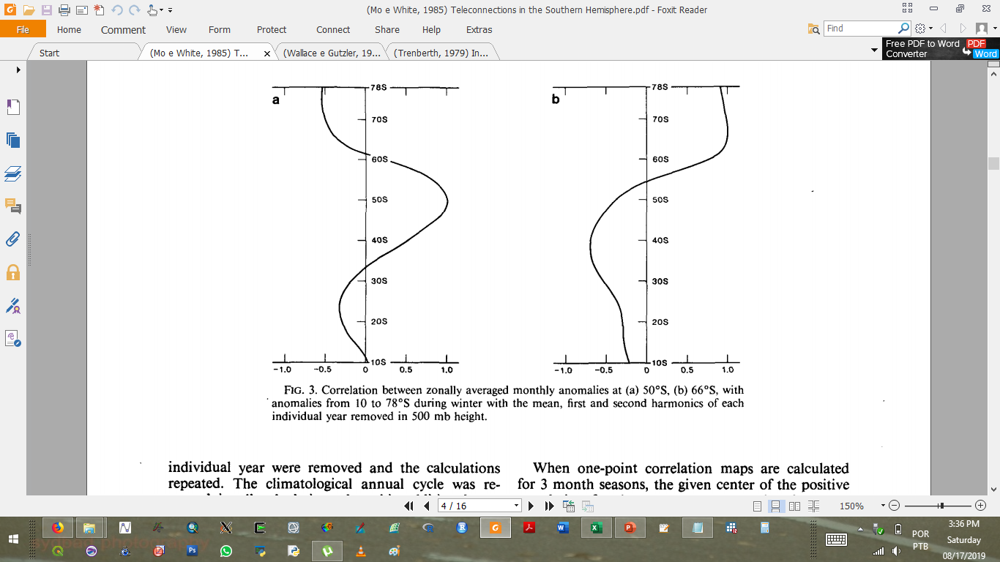 (Mo e White, 1985) Teleconnections in the Southern Hemisphere.pdf - Foxit Reader
File Home Comment View Form Protect Connect Share Help Extras
Find
Start
(Mo e White, 1985) T...
(Wallace e Gutzler, 19...
(Trenberth, 1979) In...
Free PDF to Word
Converter
PDF
Word
a
78S
70S
60S
50S
40S
30S
20S
10S
-1.0 -0.5 0 0.5 1.0
b
78S
70S
60S
50S
40S
30S
20S
10S
-1.0 -0.5 0 0.5 1.0
FIG. 3. Correlation between zonally averaged monthly anomalies at (a) 50°S, (b) 66°S, with
anomalies from 10 to 78°S during winter with the mean, first and second harmonics of each
individual year removed in 500 mb height.
individual year were removed and the calculations
repeated. The climatological annual cycle was re-
When one-point correlation maps are calculated
for 3 month seasons, the given center of the positive
4 / 16
150%
3:36 PM
POR
Saturday
PTB
08/17/2019